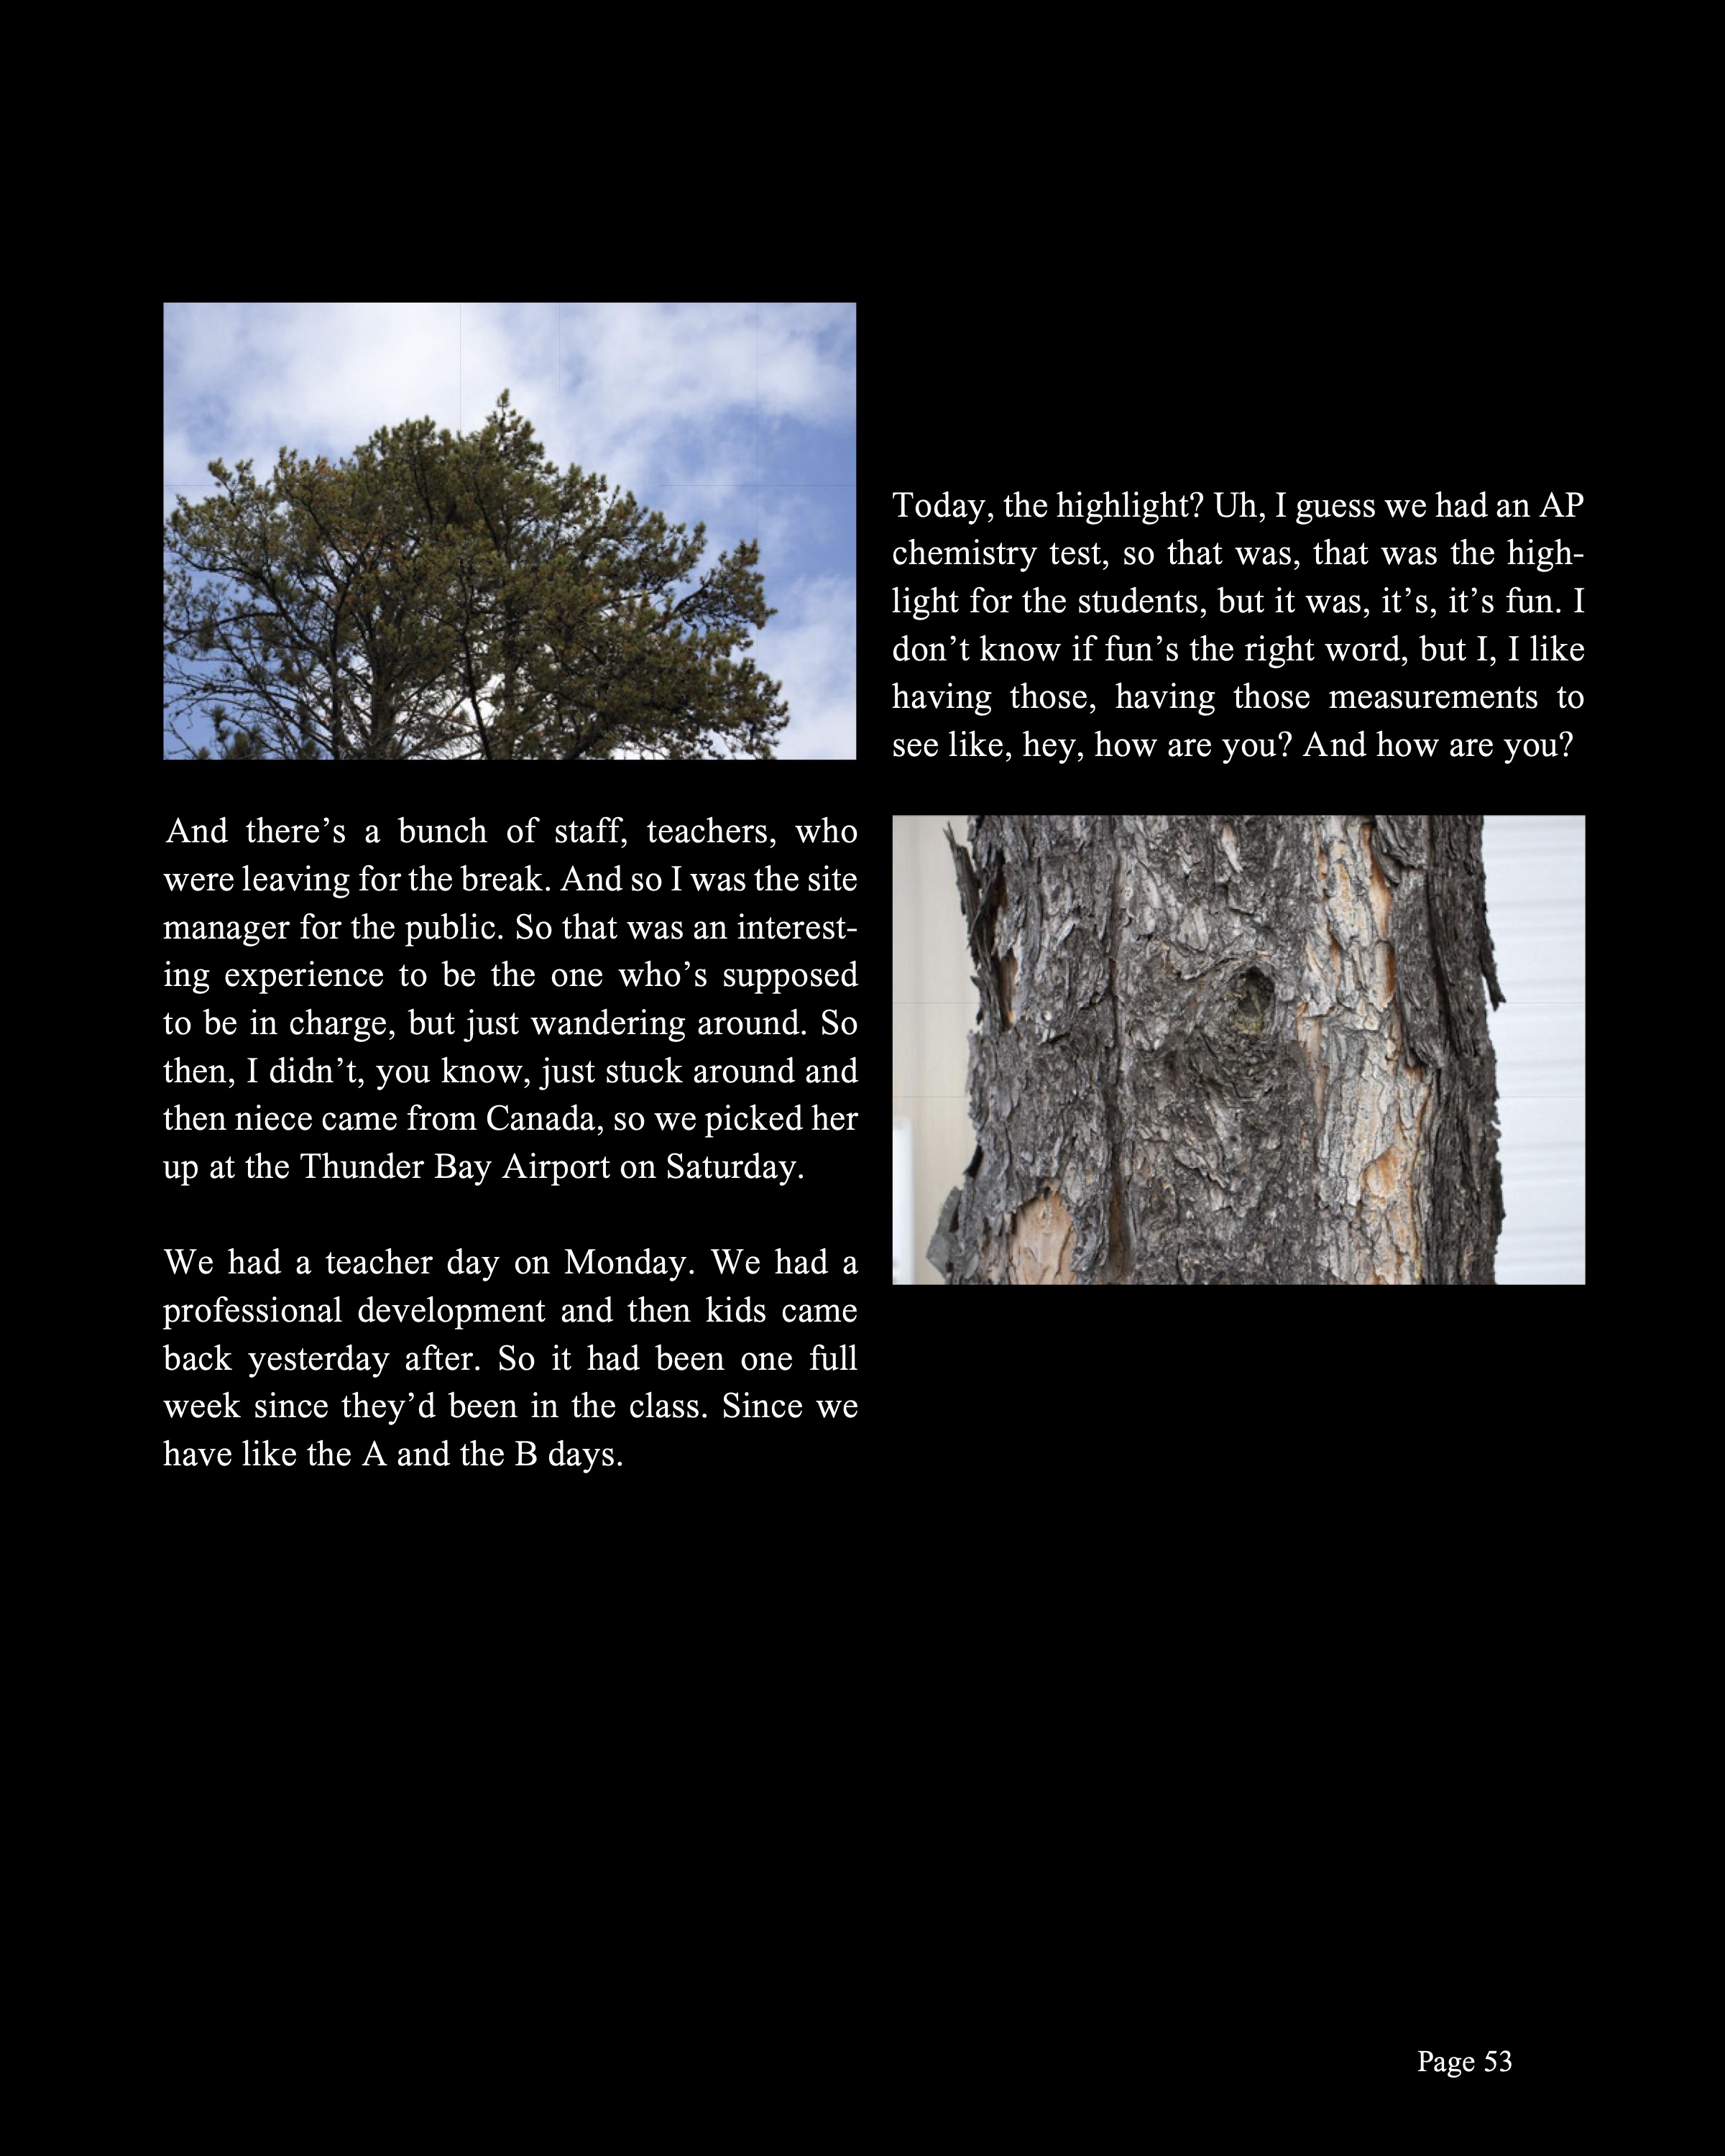 And there’s a bunch of staff, teachers, who
were leaving for the break. And so I was the site
manager for the public. So that was an interest-
ing experience to be the one who’s supposed
to be in charge, but just wandering around. So
then, I didn’t, you know, just stuck around and
then niece came from Canada, so we picked her
up at the Thunder Bay Airport on Saturday.
We had a teacher day on Monday. We had a
professional development and then kids came
back yesterday after. So it had been one full
week since they’d been in the class. Since we
have like the A and the B days.
Today, the highlight? Uh, I guess we had an AP
chemistry test, so that was, that was the high-
light for the students, but it was, it’s, it’s fun. I
don’t know if fun’s the right word, but I, I like
having those, having those measurements to
see like, hey, how are you? And how are you?
Page 53